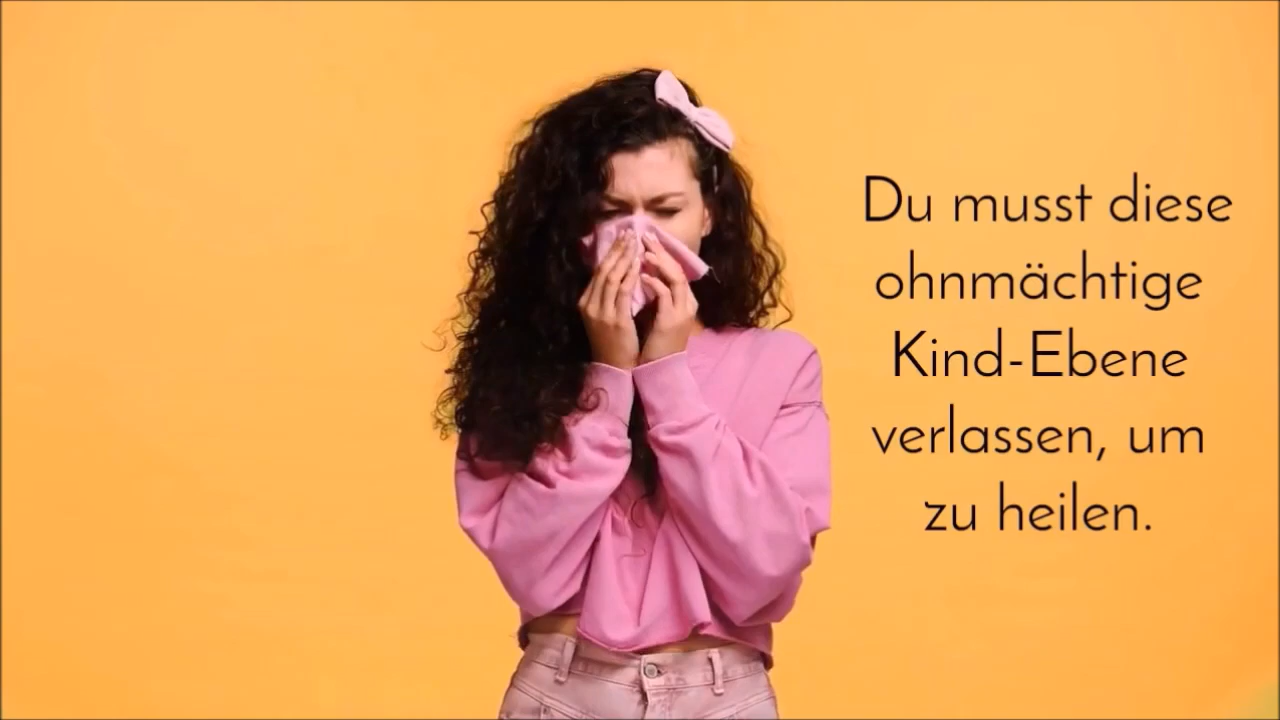 Du musst diese
ohnmächtige
Kind-Ebene
verlassen, um
zu heilen.